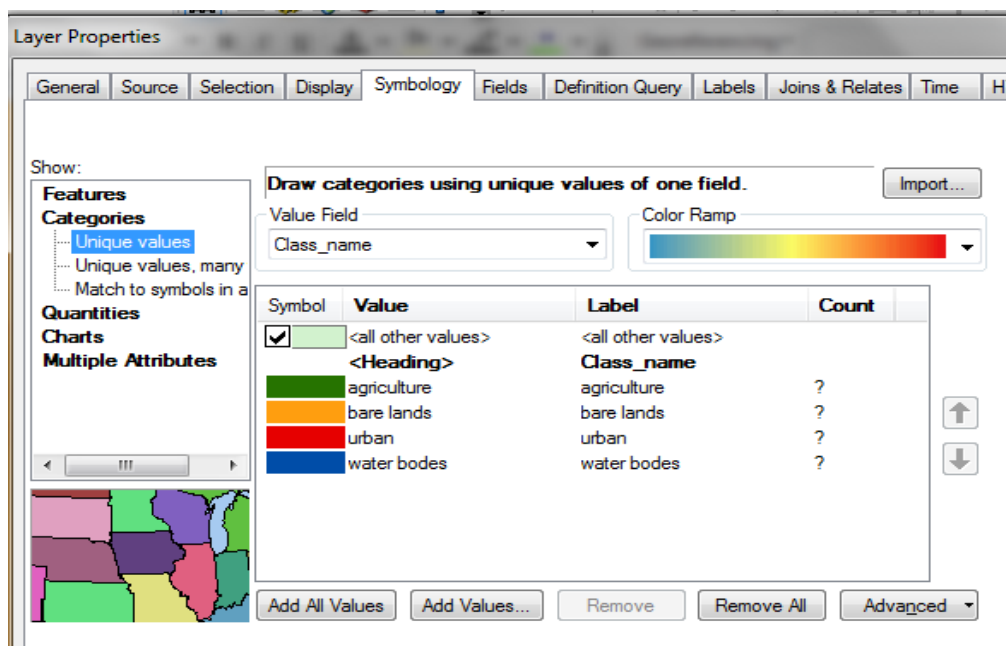 Layer Properties
General Source Selection Display Symbology Fields Definition Query Labels Joins & Relates Time H
Show:
Features
Categories
Unique values
Unique values, many
Match to symbols in a
Quantities
Charts
Multiple Attributes
Draw categories using unique values of one field.
Import...
Value Field
Class_name
Color Ramp
Symbol Value Label Count
<all other values> <all other values>
<Heading> Class_name
agriculture agriculture ?
bare lands bare lands ?
urban urban ?
water bodes water bodes ?
Add All Values Add Values... Remove Remove All Advanced